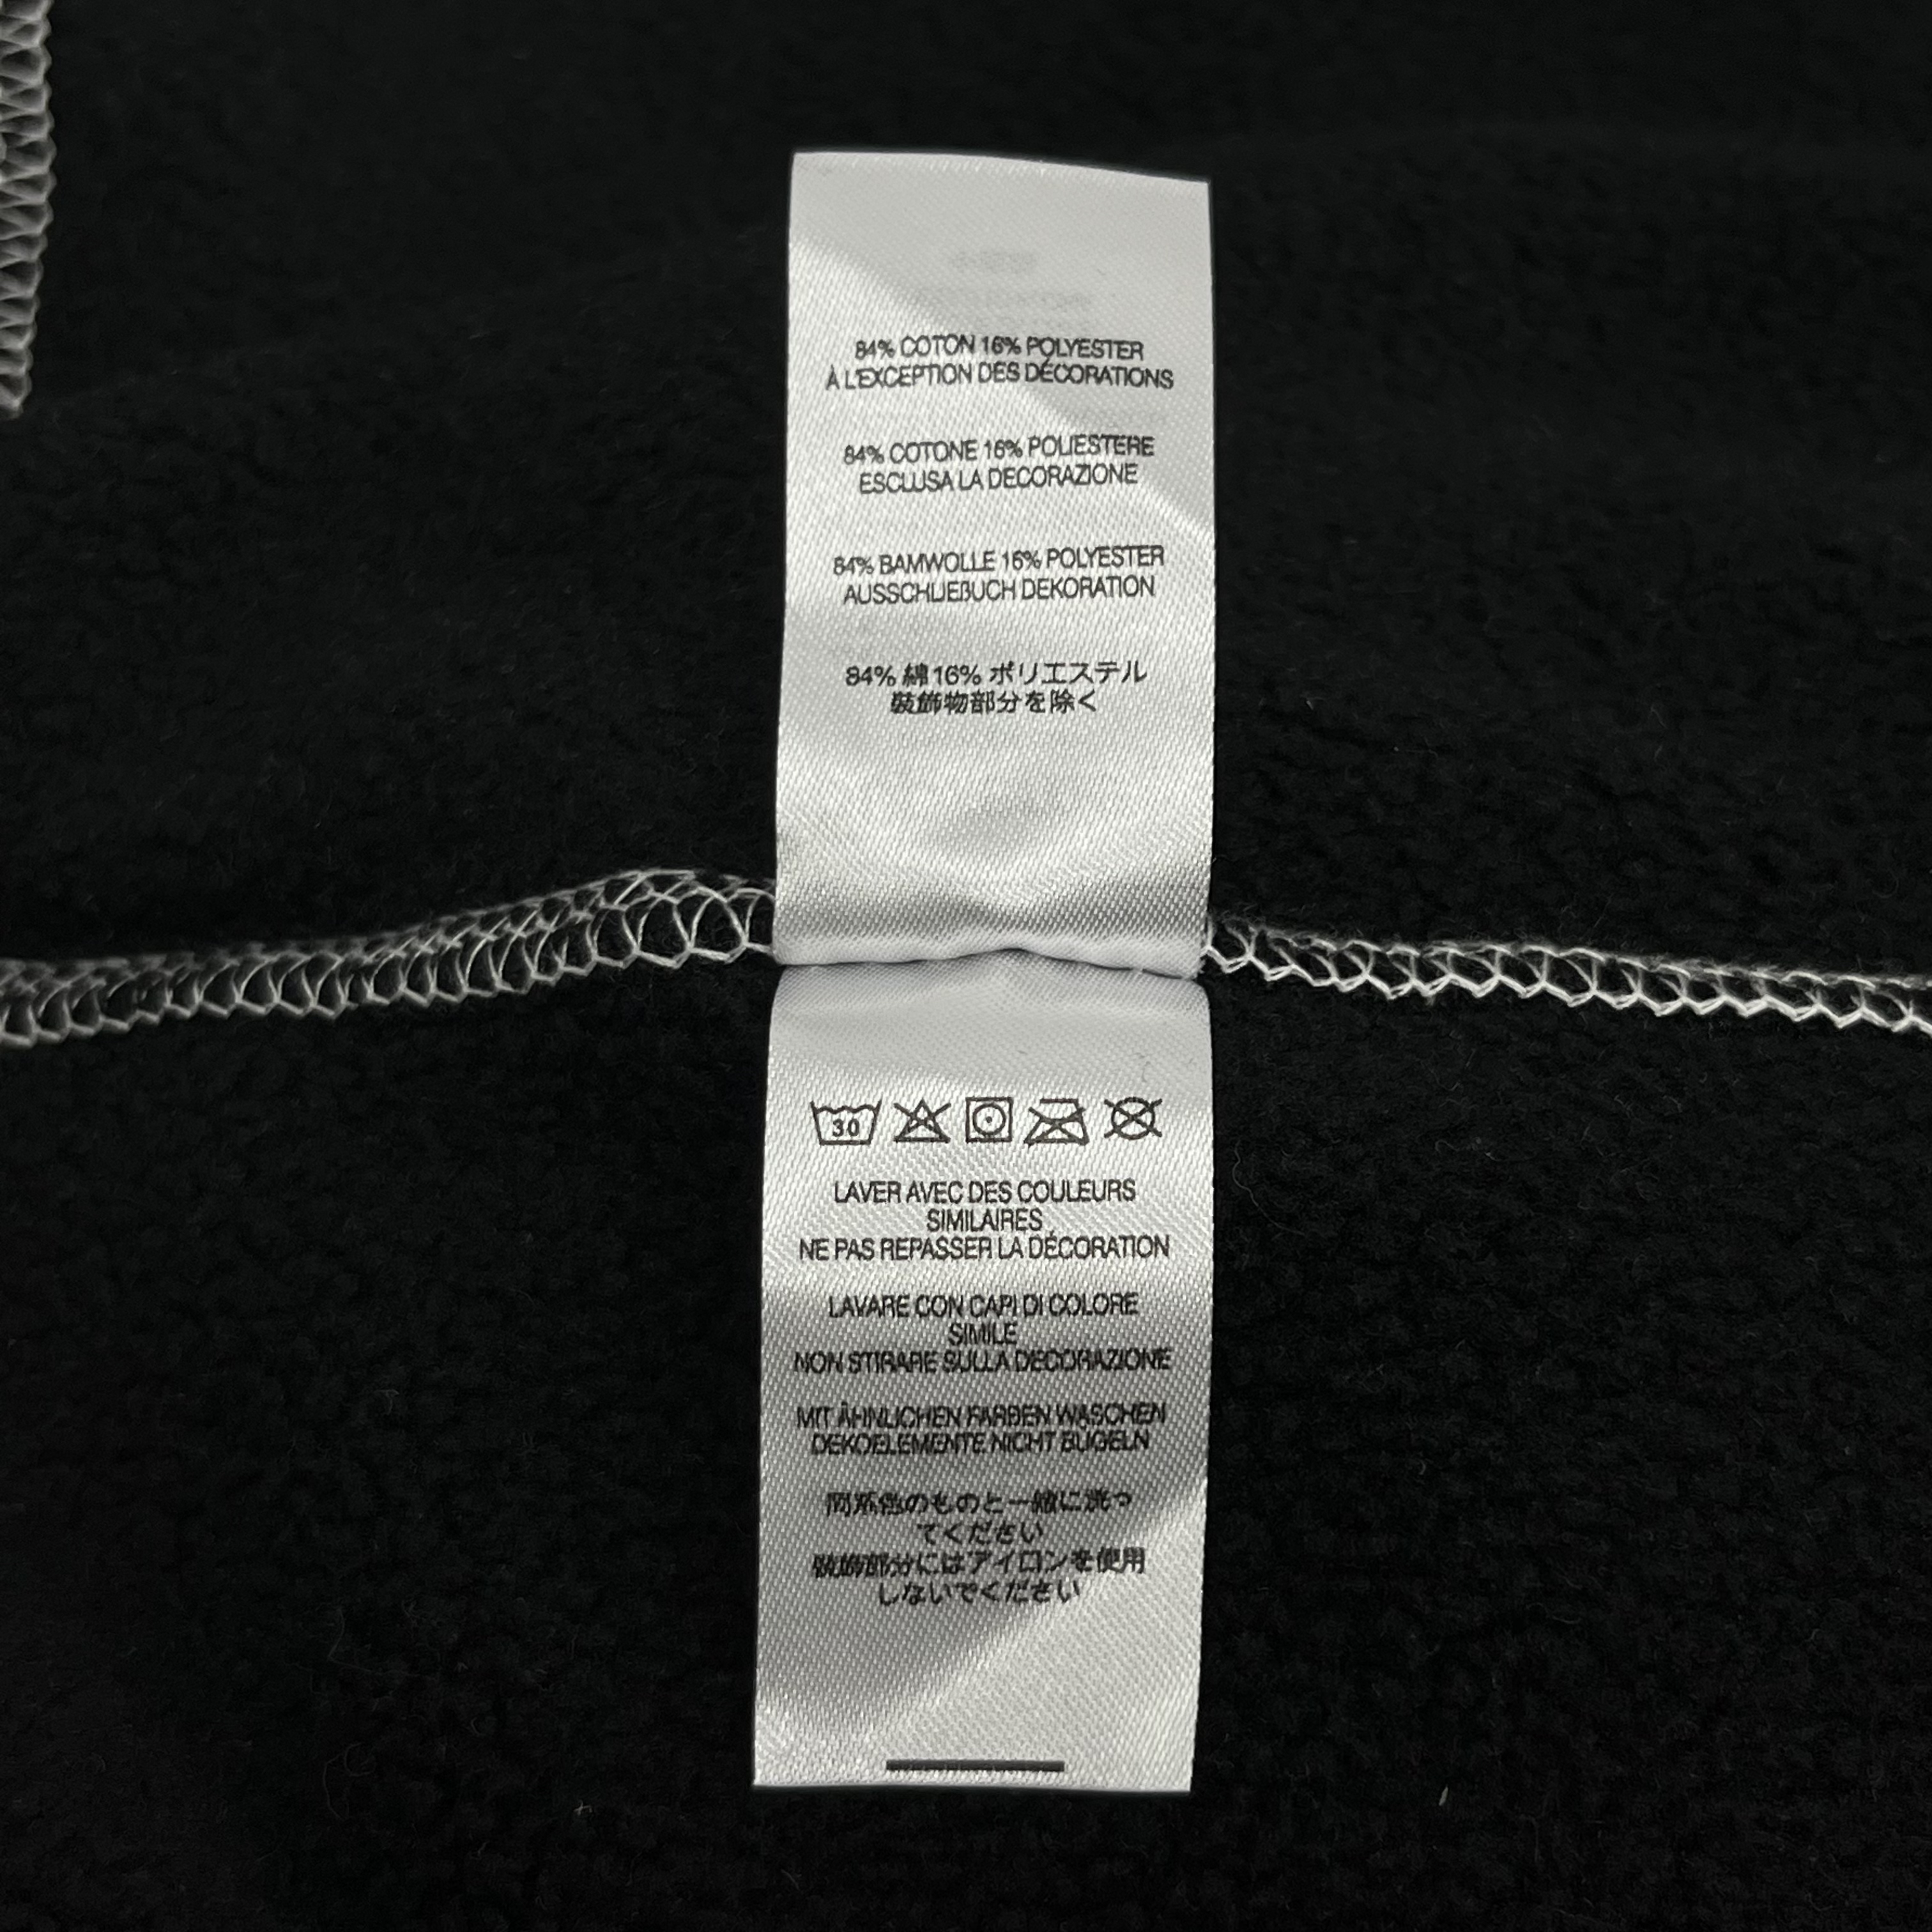 84% COTON 16% POLYESTER
À L'EXCEPTION DES DÉCORATIONS
84% COTONE 16% POLIESTERE
ESCLUSA LA DECORAZIONE
84% BAMWOLLE 16% POLYESTER
AUSSCHLIEßUCH DEKORATION
84% 綿 16% ポリエステル
装飾物部分を除く
30
LAVER AVEC DES COULEURS
SIMILAIRES
NE PAS REPASSER LA DÉCORATION
LAVARE CON CAPI DI COLORE
SIMILE
NON STIRARE SULLA DECORAZIONE
MIT ÄHNLICHEN FARBEN WASCHEN
DEKOELEMENTE NICHT BÜGELN
同系色のものと一緒に洗っ
てください
装飾部分にはアイロンを使用
しないでください